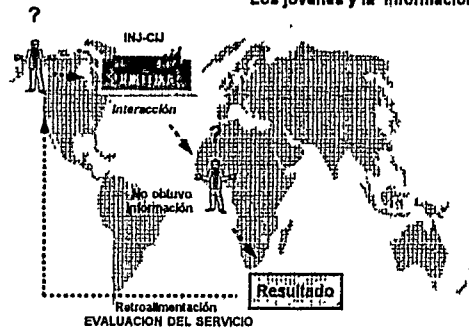 Los jóvenes y la información
?
INJ-CIJ
Interacción
?
No obtuvo
Información
Resultado
Retroalimentación
EVALUACION DEL SERVICIO